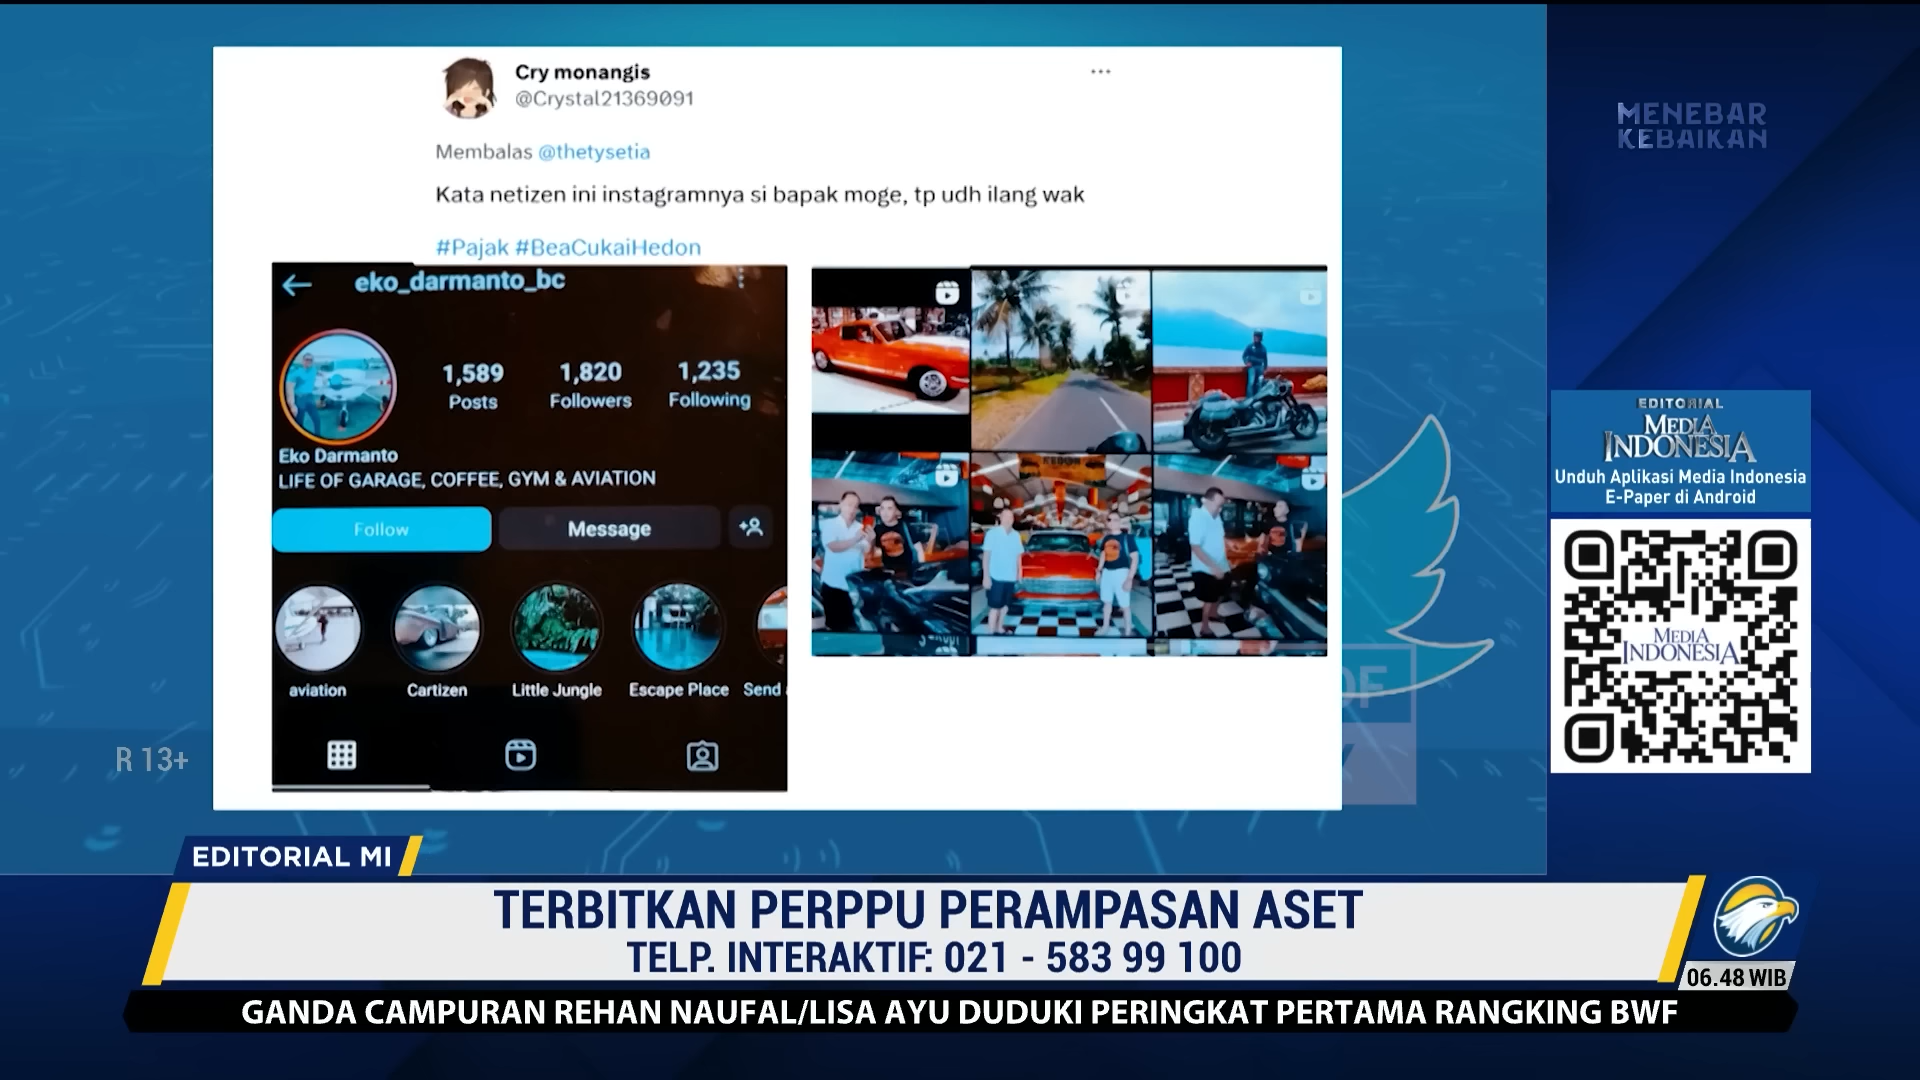 Cry monangis
@Crystal21369091
Membalas @thetysetia
Kata netizen ini instagramnya si bapak moge, tp udh ilang wak
#Pajak #BeaCukaiHedon
eko_darmanto_bc
1,589 1,820 1,235
Posts Followers Following
Eko Darmanto
LIFE OF GARAGE, COFFEE, GYM & AVIATION
Follow Message
aviation Cartizen Little Jungle Escape Place Send
MENEBAR
KEBAIKAN
EDITORIAL
MEDIA
INDONESIA
Unduh Aplikasi Media Indonesia
E-Paper di Android
MEDIA
INDONESIA
R 13+
EDITORIAL MI
TERBITKAN PERPPU PERAMPASAN ASET
TELP. INTERAKTIF: 021 - 583 99 100
06.48 WIB
GANDA CAMPURAN REHAN NAUFAL/LISA AYU DUDUKI PERINGKAT PERTAMA RANGKING BWF